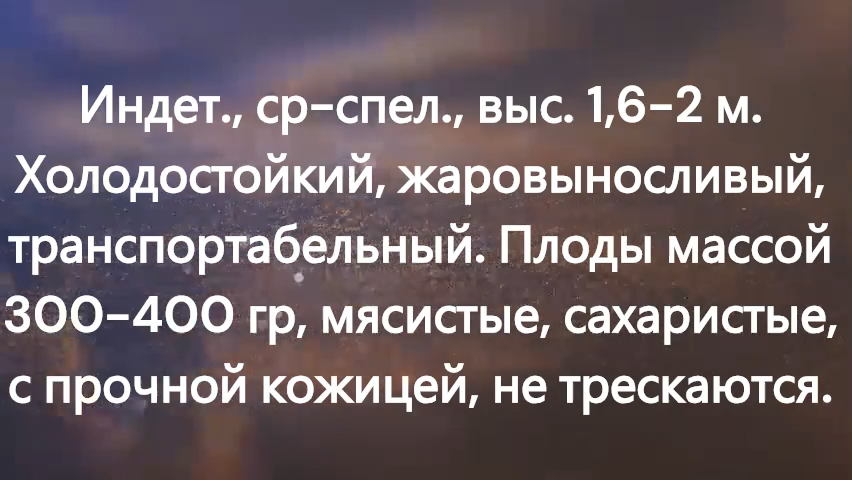 Индет., ср-спел., выс. 1,6-2 м.
Холодостойкий, жаровыносливый,
транспортабельный. Плоды массой
300-400 гр, мясистые, сахаристые,
с прочной кожицей, не трескаются.